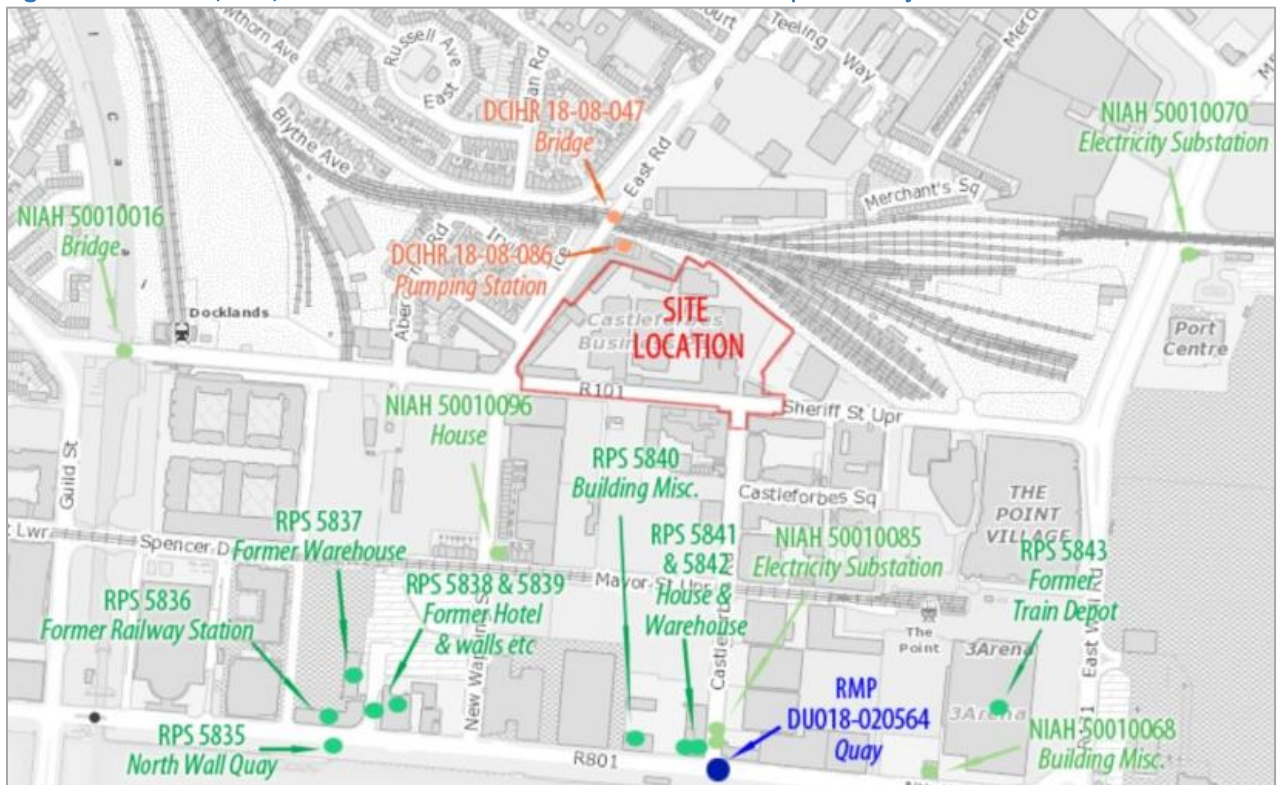 Russell Ave
East
Teeling
Way
Blythe Ave
DCIHR 18-08-047
Bridge
East Rd
NIAH 50010070
Electricity Substation
Merchant's Sq
NIAH 50010016
Bridge
DCIHR 18-08-086
Pumping Station
Docklands
SITE
LOCATION
Castleforbes
Port
Centre
R101
Sheriff St Upr
NIAH 50010096
House
Guild St
RPS 5840
Building Misc.
Castleforbes Sq
THE
POINT
VILLAGE
RPS 5837
Former Warehouse
RPS 5841
& 5842
House &
Warehouse
NIAH 50010085
Electricity Substation
RPS 5843
Former
Train Depot
Spencer D
Mayor St Upr
RPS 5836
Former Railway Station
RPS 5838 & 5839
Former Hotel
& walls etc
The
Point
3Arena
3Arena
East Wall Rd
RMP
DU018-020564
Quay
RPS 5835
North Wall Quay
R801
NIAH 50010068
Building Misc.